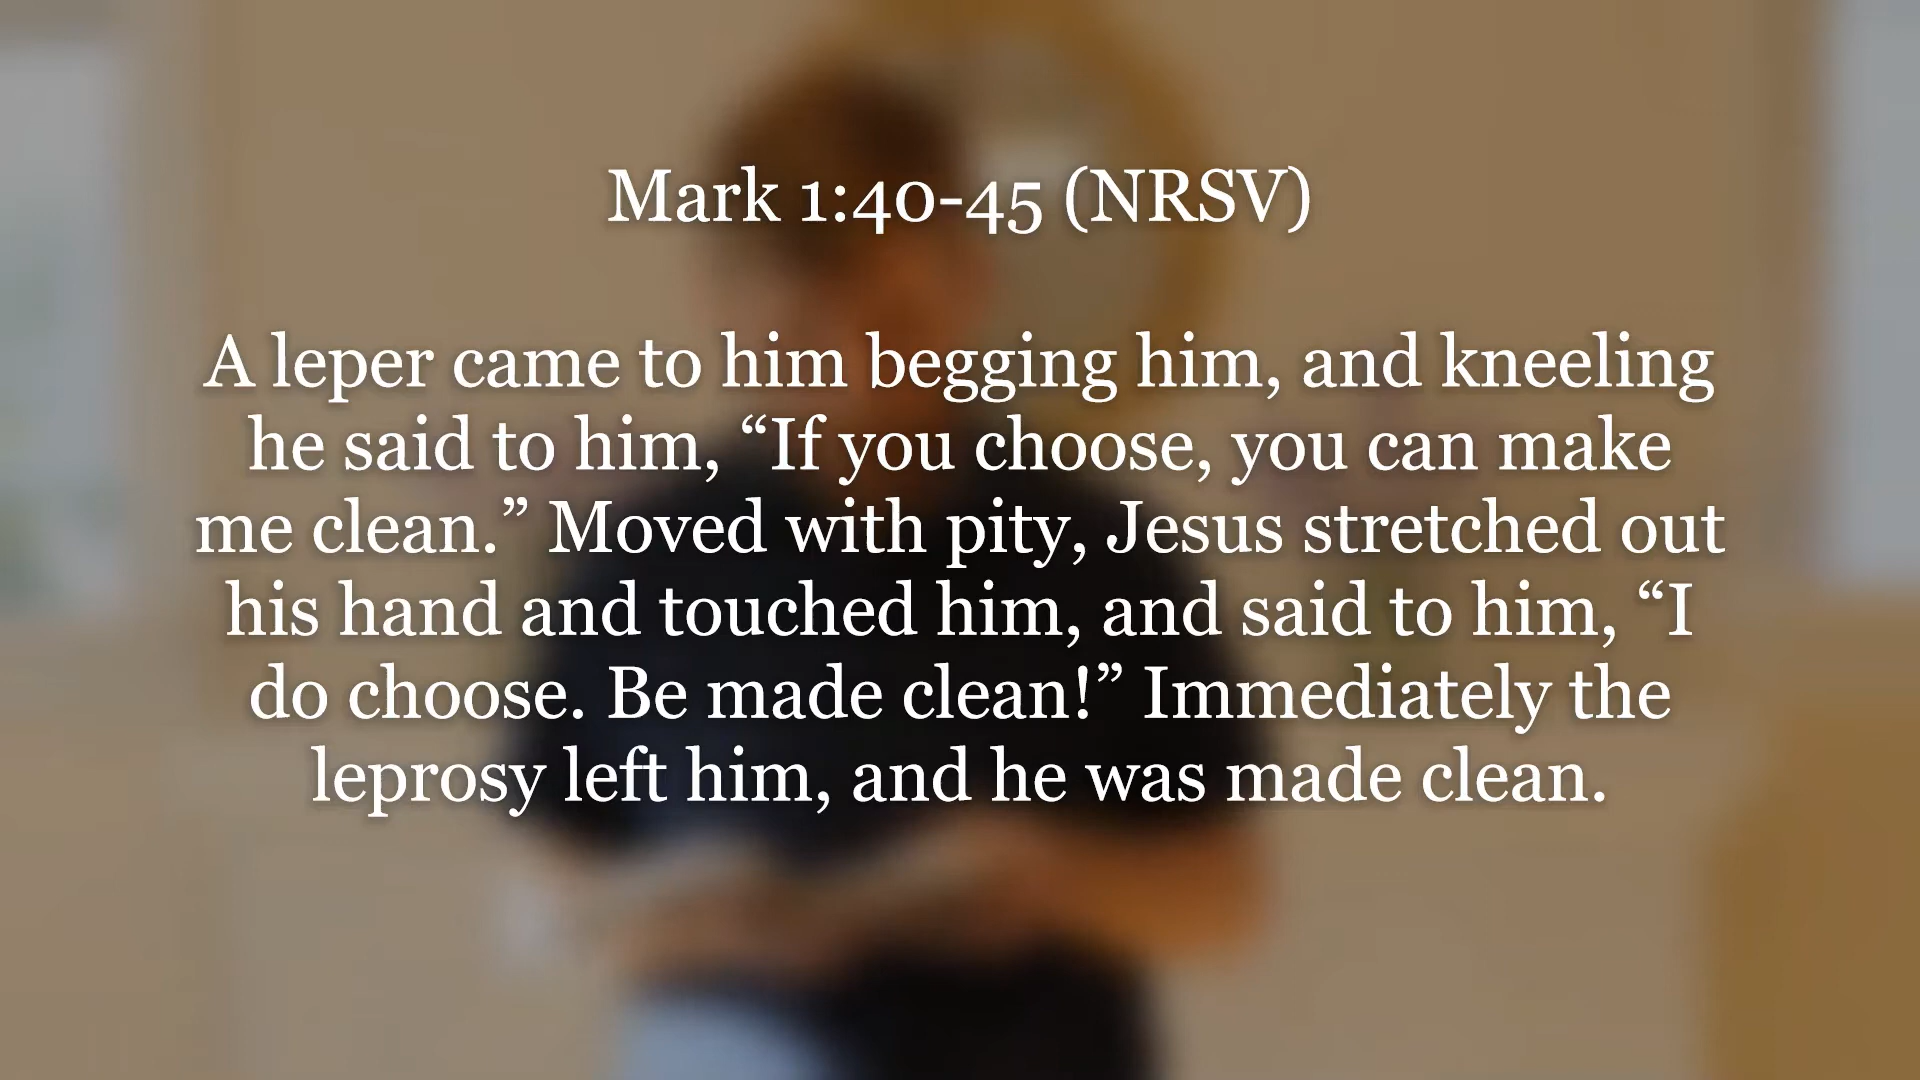 Mark 1:40-45 (NRSV)
A leper came to him begging him, and kneeling
he said to him, “If you choose, you can make
me clean.” Moved with pity, Jesus stretched out
his hand and touched him, and said to him, “I
do choose. Be made clean!” Immediately the
leprosy left him, and he was made clean.